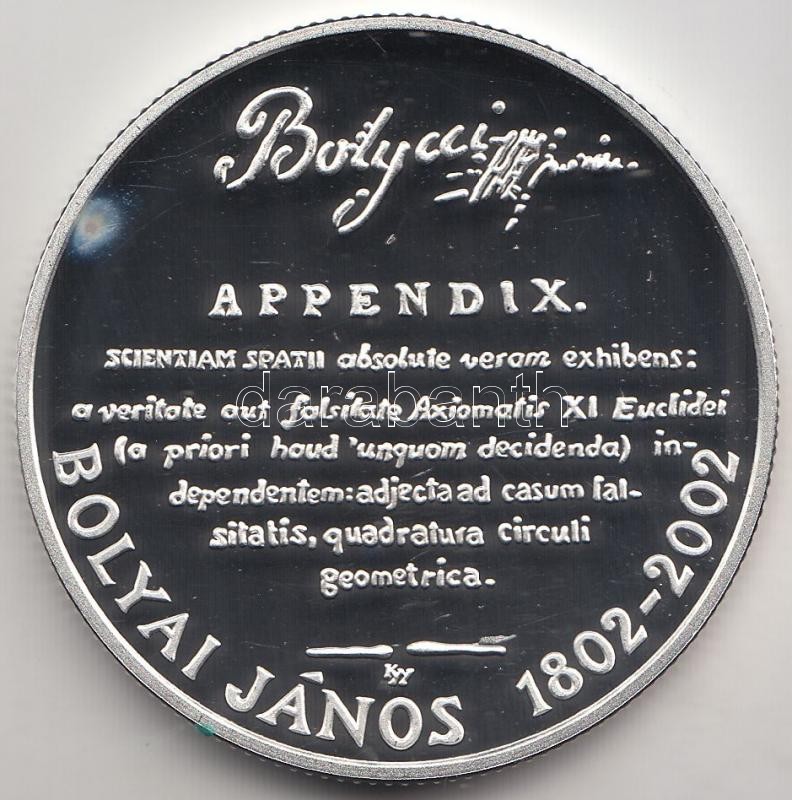 Bolyai
APPENDIX.
SCIENTIAM SPATII absolute veram exhibens:
a veritate aut falsitate Axiomatis XI Euclidei
(a priori haud unquam decidenda) in-
dependentem: adjecta ad casum fal-
sitatis, quadratura circuli
geometrica.
BOLYAI JÁNOS 1802-2002
darabanth